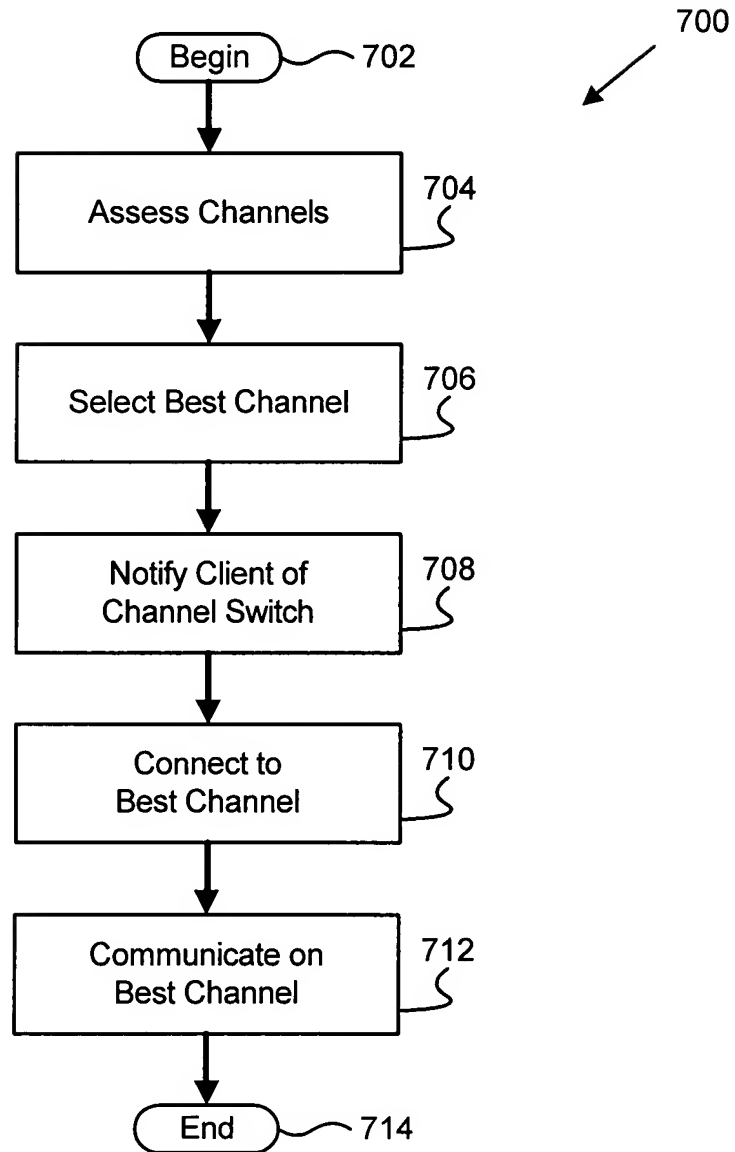 700
Begin 702
704
Assess Channels
706
Select Best Channel
708
Notify Client of
Channel Switch
710
Connect to
Best Channel
712
Communicate on
Best Channel
End 714